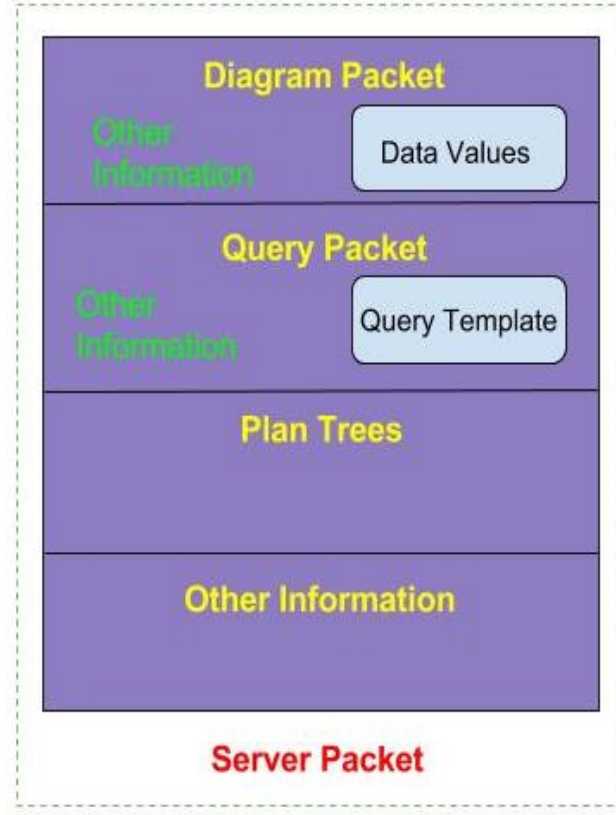 Diagram Packet
Other
Information
Data Values
Query Packet
Other
Information
Query Template
Plan Trees
Other Information
Server Packet